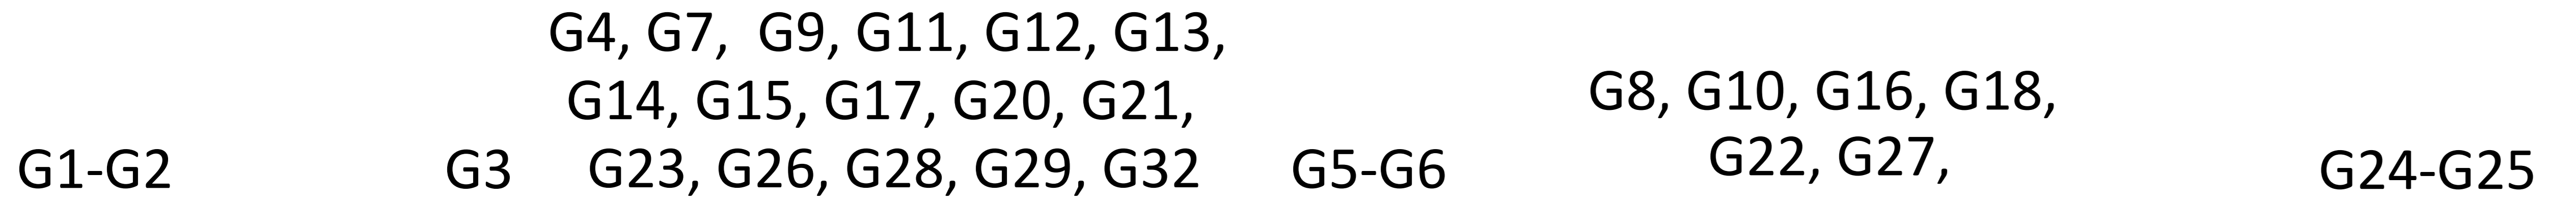 G1-G2
G3
G4, G7,  G9, G11, G12, G13,
G14, G15, G17, G20, G21,
G23, G26, G28, G29, G32
G5-G6
G8, G10, G16, G18,
G22, G27,
G24-G25